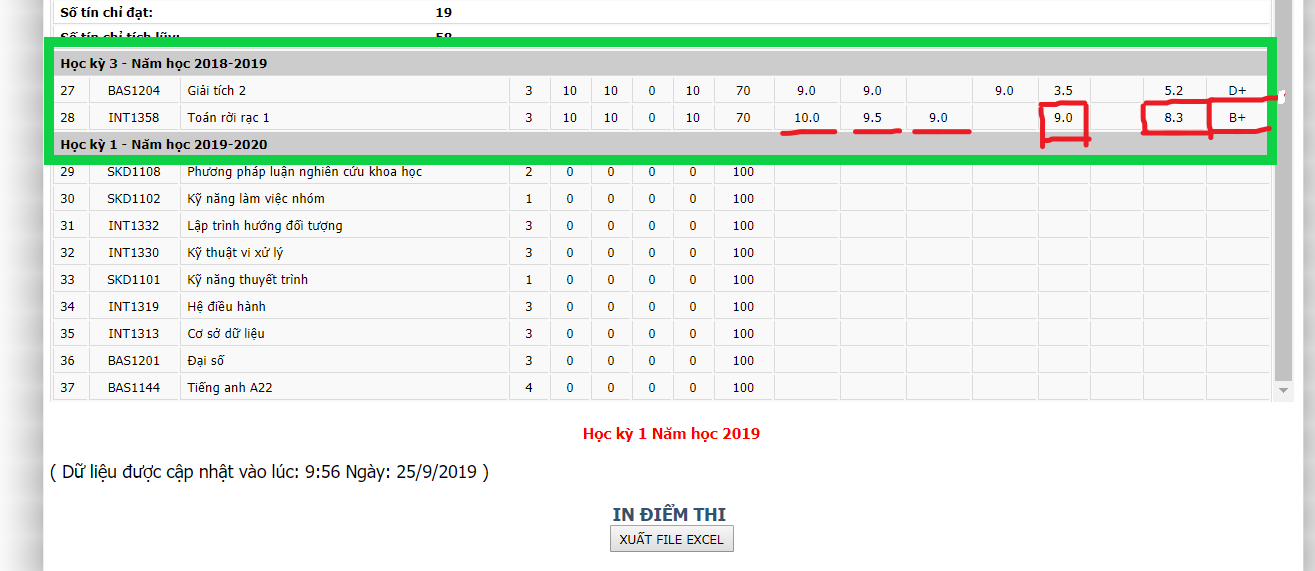 Số tín chỉ đạt: 19
Số tín chỉ tích lũy: 58
Học kỳ 3 - Năm học 2018-2019
27 BAS1204 Giải tích 2 3 10 10 0 10 70 9.0 9.0 9.0 3.5 5.2 D+
28 INT1358 Toán rời rạc 1 3 10 10 0 10 70 10.0 9.5 9.0 9.0 8.3 B+
Học kỳ 1 - Năm học 2019-2020
29 SKD1108 Phương pháp luận nghiên cứu khoa học 2 0 0 0 0 100
30 SKD1102 Kỹ năng làm việc nhóm 1 0 0 0 0 100
31 INT1332 Lập trình hướng đối tượng 3 0 0 0 0 100
32 INT1330 Kỹ thuật vi xử lý 3 0 0 0 0 100
33 SKD1101 Kỹ năng thuyết trình 1 0 0 0 0 100
34 INT1319 Hệ điều hành 3 0 0 0 0 100
35 INT1313 Cơ sở dữ liệu 3 0 0 0 0 100
36 BAS1201 Đại số 3 0 0 0 0 100
37 BAS1144 Tiếng anh A22 4 0 0 0 0 100
Học kỳ 1 Năm học 2019
( Dữ liệu được cập nhật vào lúc: 9:56 Ngày: 25/9/2019 )
IN ĐIỂM THI
XUẤT FILE EXCEL